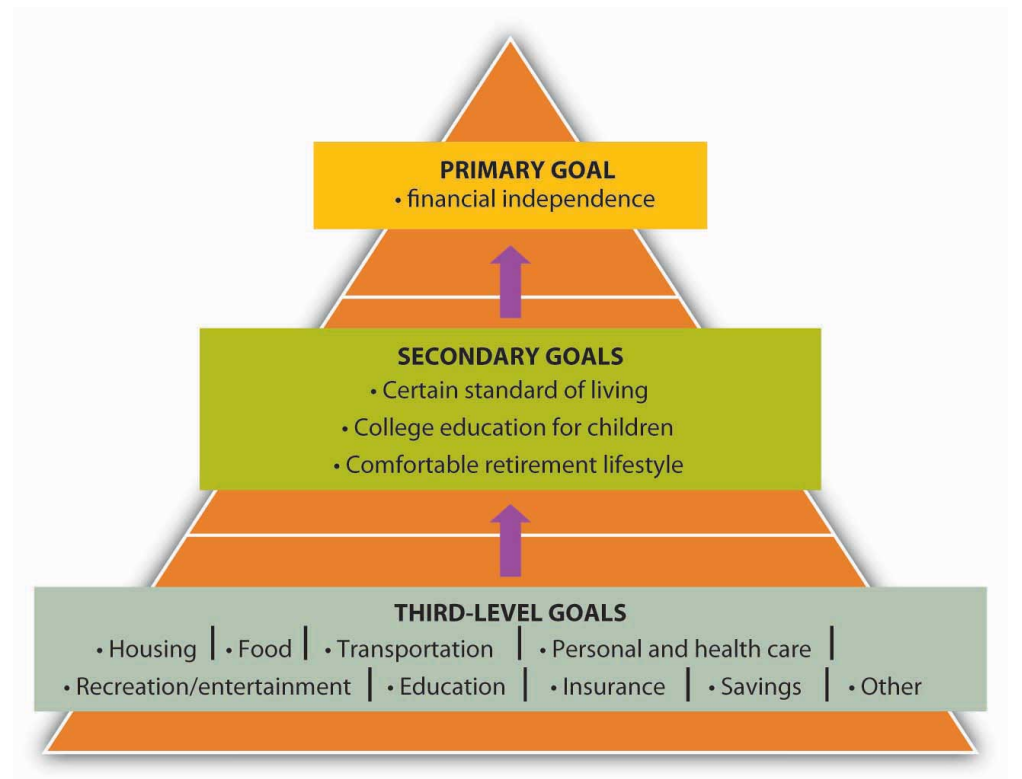 PRIMARY GOAL
• financial independence
SECONDARY GOALS
• Certain standard of living
• College education for children
• Comfortable retirement lifestyle
THIRD-LEVEL GOALS
• Housing | • Food | • Transportation | • Personal and health care |
• Recreation/entertainment | • Education | • Insurance | • Savings | • Other